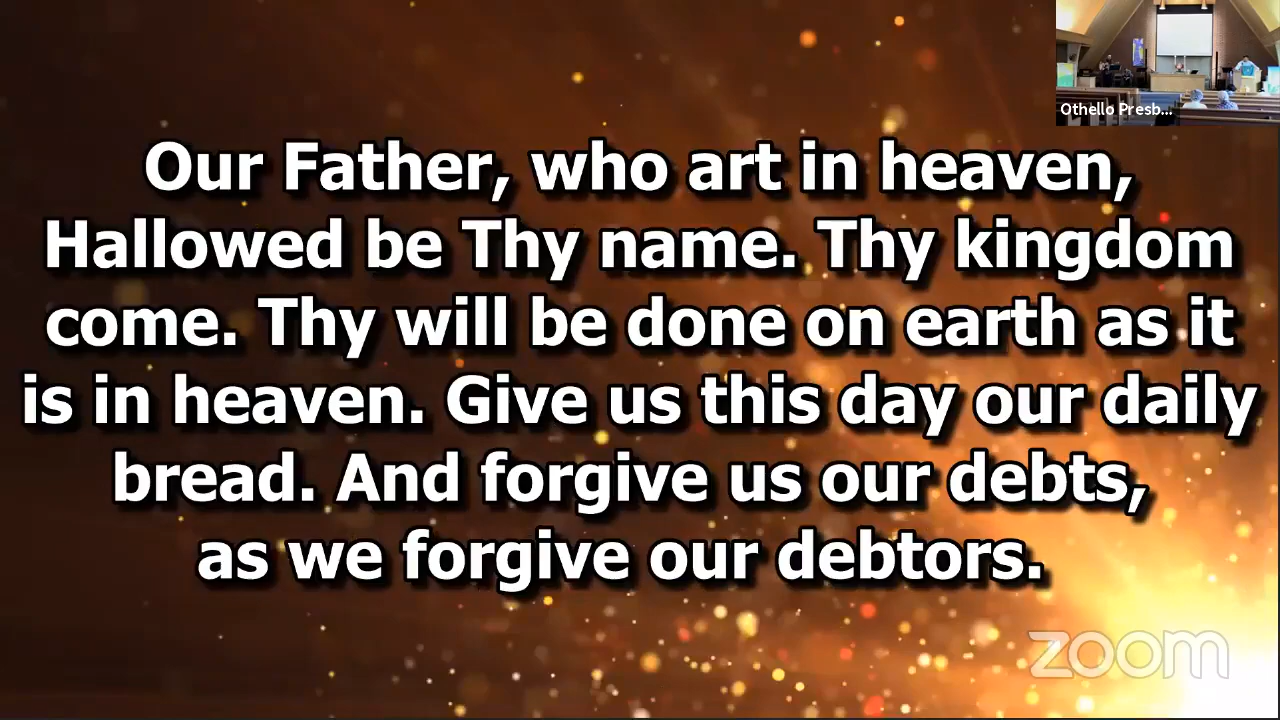 Othello Presb...
Our Father, who art in heaven,
Hallowed be Thy name. Thy kingdom
come. Thy will be done on earth as it
is in heaven. Give us this day our daily
bread. And forgive us our debts,
as we forgive our debtors.
zoom